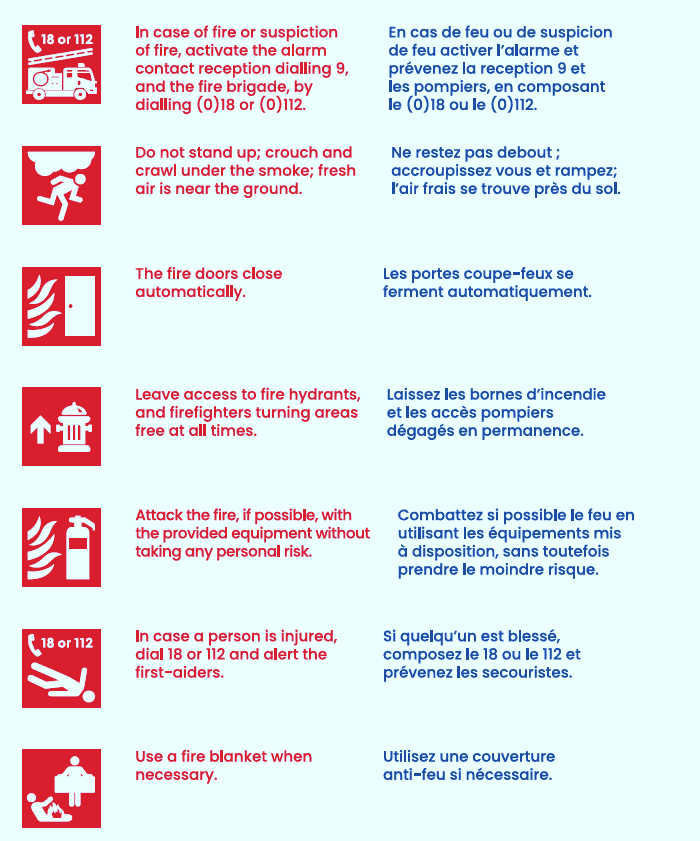 18 or 112
In case of fire or suspicion
of fire, activate the alarm
contact reception dialling 9,
and the fire brigade, by
dialling (0)18 or (0)112.
En cas de feu ou de suspicion
de feu activer l'alarme et
prévenez la reception 9 et
les pompiers, en composant
le (0)18 ou le (0)112.
Do not stand up; crouch and
crawl under the smoke; fresh
air is near the ground.
Ne restez pas debout ;
accroupissez vous et rampez;
l'air frais se trouve près du sol.
The fire doors close
automatically.
Les portes coupe-feux se
ferment automatiquement.
Leave access to fire hydrants,
and firefighters turning areas
free at all times.
Laissez les bornes d'incendie
et les accès pompiers
dégagés en permanence.
Attack the fire, if possible, with
the provided equipment without
taking any personal risk.
Combattez si possible le feu en
utilisant les équipements mis
à disposition, sans toutefois
prendre le moindre risque.
18 or 112
In case a person is injured,
dial 18 or 112 and alert the
first-aiders.
Si quelqu'un est blessé,
composez le 18 ou le 112 et
prévenez les secouristes.
Use a fire blanket when
necessary.
Utilisez une couverture
anti-feu si nécessaire.